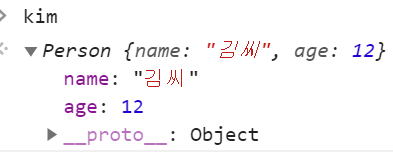 kim
Person {name: "김씨", age: 12}
name: "김씨"
age: 12
__proto__: Object